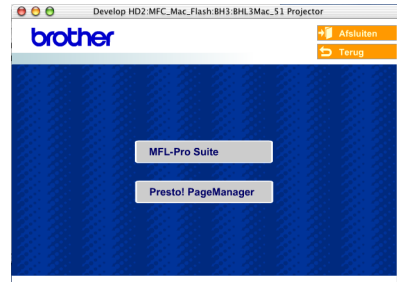 Develop HD2:MFC_Mac_Flash:BH3:BHL3Mac_51 Projector
brother
Afsluiten
Terug
MFL-Pro Suite
Presto! PageManager